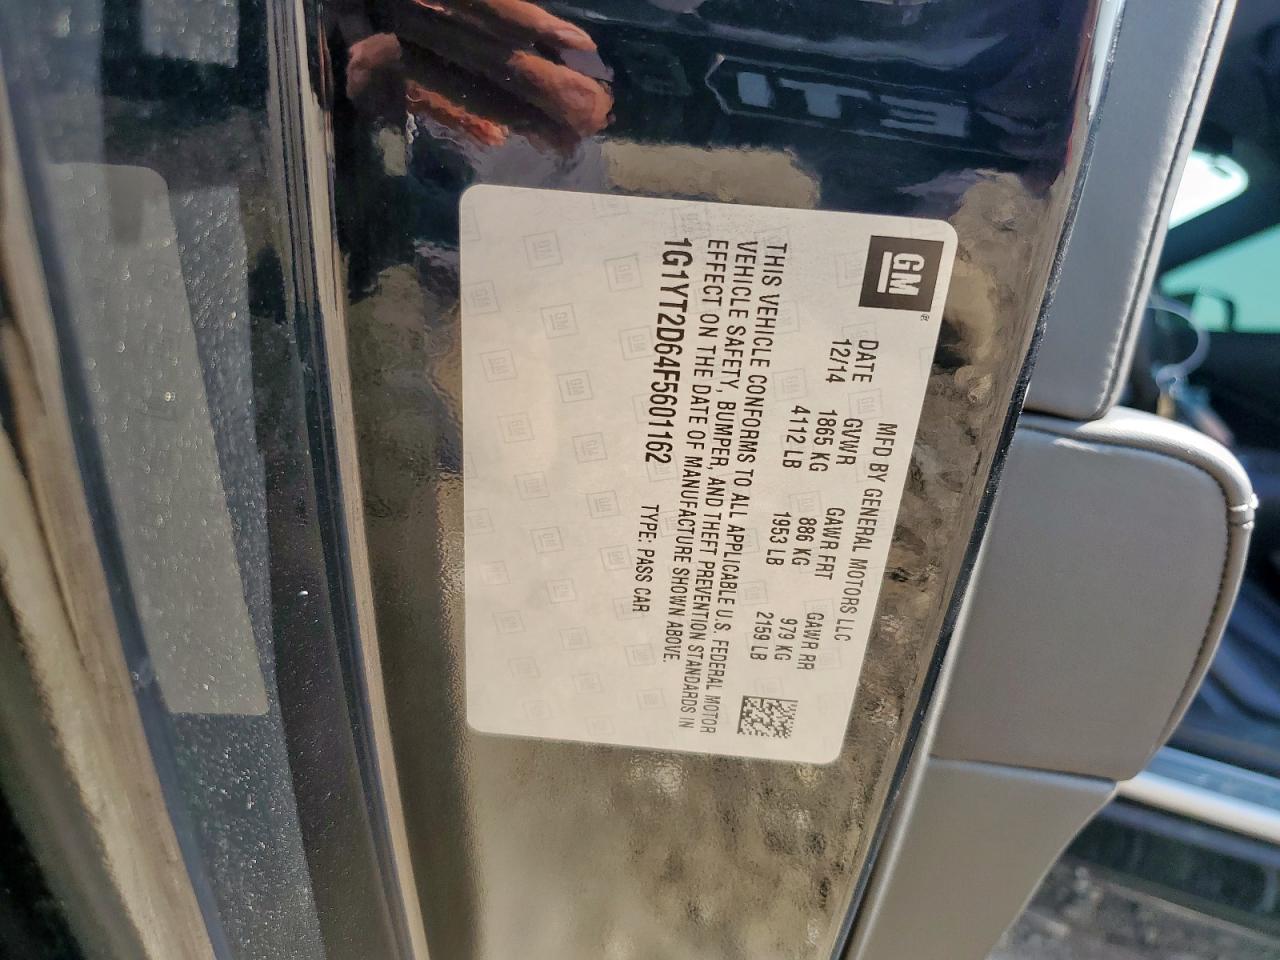 GM®
MFD BY GENERAL MOTORS LLC
DATE GVWR GAWR FRT GAWR RR
12/14 1865 KG 886 KG 979 KG
4112 LB 1953 LB 2159 LB
THIS VEHICLE CONFORMS TO ALL APPLICABLE U.S. FEDERAL MOTOR
VEHICLE SAFETY, BUMPER, AND THEFT PREVENTION STANDARDS IN
EFFECT ON THE DATE OF MANUFACTURE SHOWN ABOVE.
1G1YT2D64F5601162 TYPE: PASS CAR